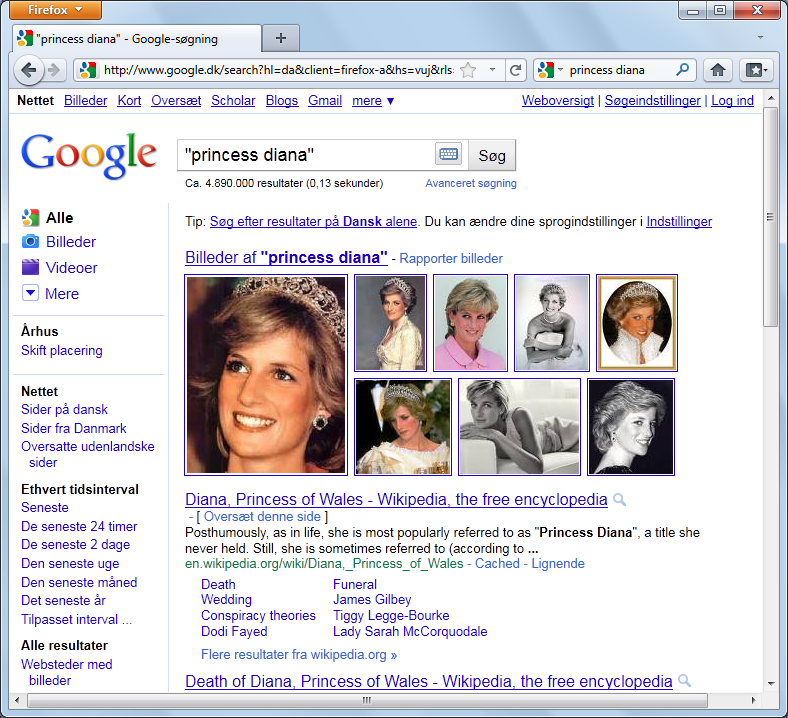 Firefox
"princess diana" - Google-søgning
http://www.google.dk/search?hl=da&client=firefox-a&hs=vuj&rls
princess diana
Nettet Billeder Kort Oversæt Scholar Blogs Gmail mere ▼
Weboversigt | Søgeindstillinger | Log ind
Google
"princess diana"
Søg
Ca. 4.890.000 resultater (0,13 sekunder)
Avanceret søgning
Alle
Billeder
Videoer
Mere
Århus
Skift placering
Nettet
Sider på dansk
Sider fra Danmark
Oversatte udenlandske
sider
Ethvert tidsinterval
Seneste
De seneste 24 timer
De seneste 2 dage
Den seneste uge
Den seneste måned
Det seneste år
Tilpasset interval ...
Alle resultater
Websteder med
billeder
Tip: Søg efter resultater på Dansk alene. Du kan ændre dine sprogindstillinger i Indstillinger
Billeder af "princess diana" - Rapporter billeder
Diana, Princess of Wales - Wikipedia, the free encyclopedia
- [ Oversæt denne side ]
Posthumously, as in life, she is most popularly referred to as "Princess Diana", a title she
never held. Still, she is sometimes referred to (according to ...
en.wikipedia.org/wiki/Diana,_Princess_of_Wales - Cached - Lignende
Death Funeral
Wedding James Gilbey
Conspiracy theories Tiggy Legge-Bourke
Dodi Fayed Lady Sarah McCorquodale
Flere resultater fra wikipedia.org »
Death of Diana, Princess of Wales - Wikipedia, the free encyclopedia